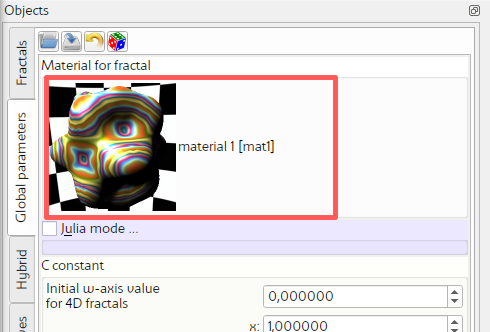 Objects
Fractals
Global parameters
Hybrid
Material for fractal
material 1 [mat1]
Julia mode ...
C constant
Initial w-axis value
for 4D fractals
0,000000
x:
1,000000